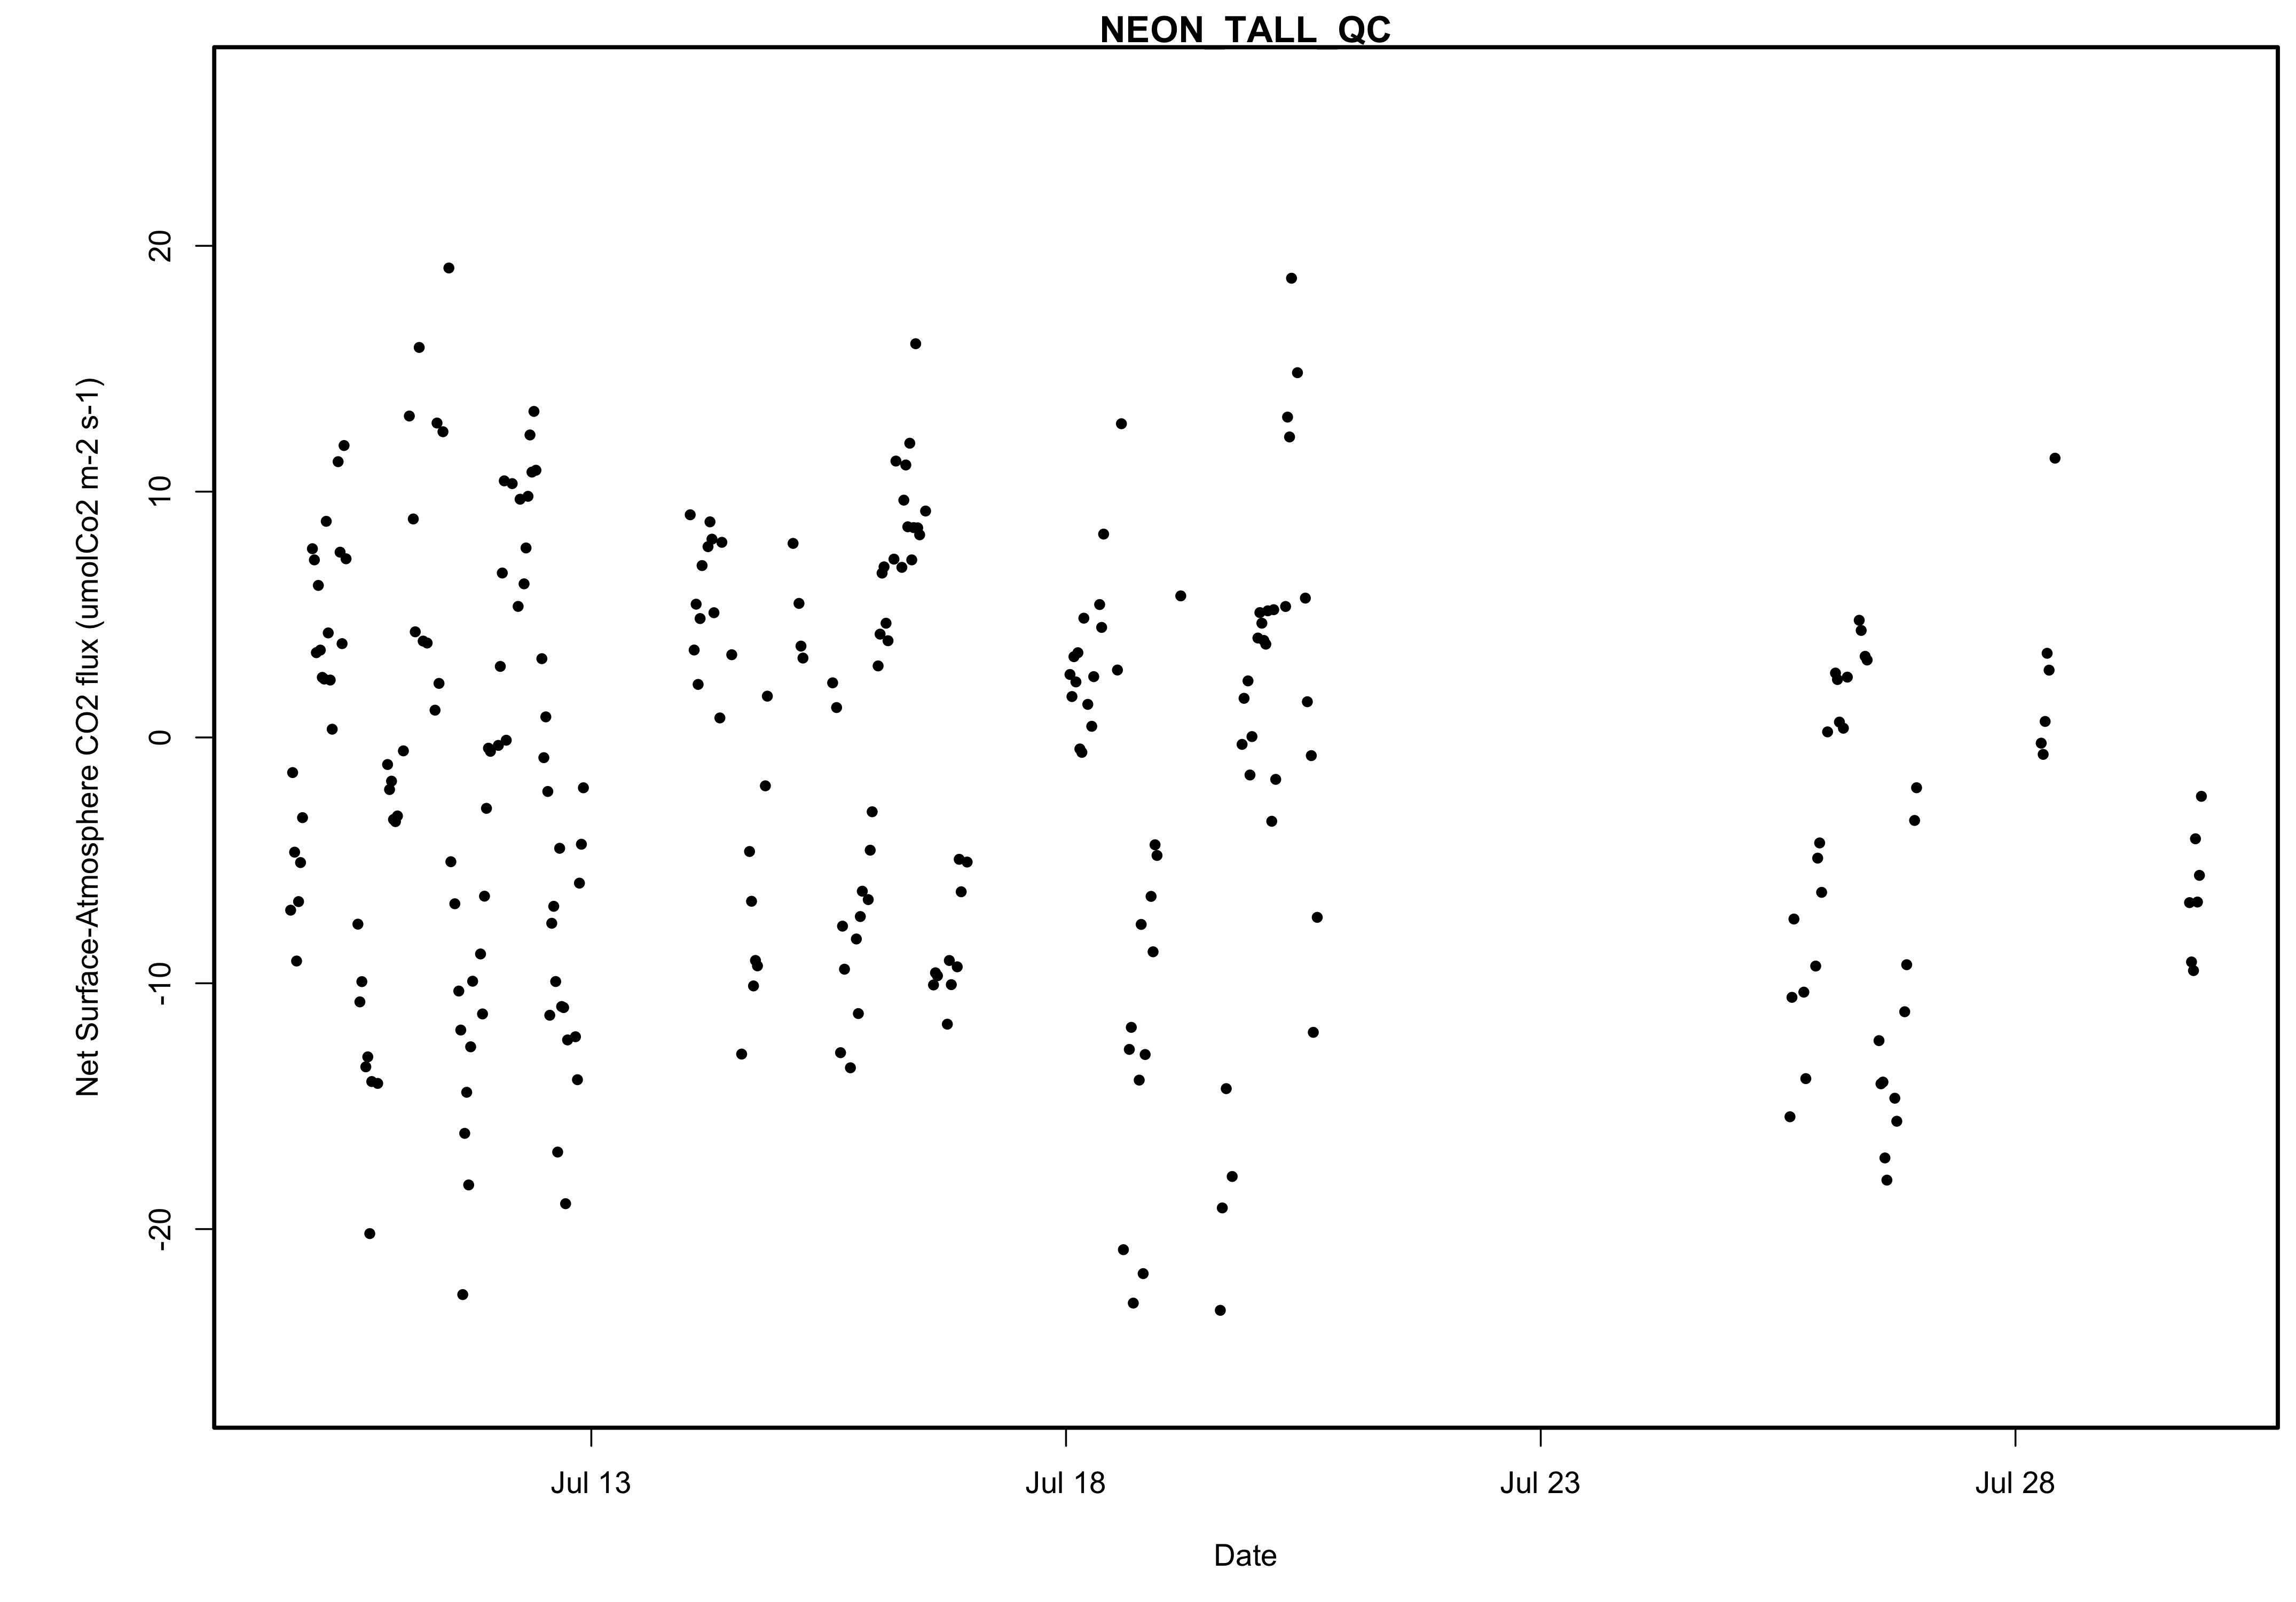 NEON_TALL_QC
Net Surface-Atmosphere CO2 flux (umolCo2 m-2 s-1)
20
10
0
-10
-20
Jul 13
Jul 18
Jul 23
Jul 28
Date